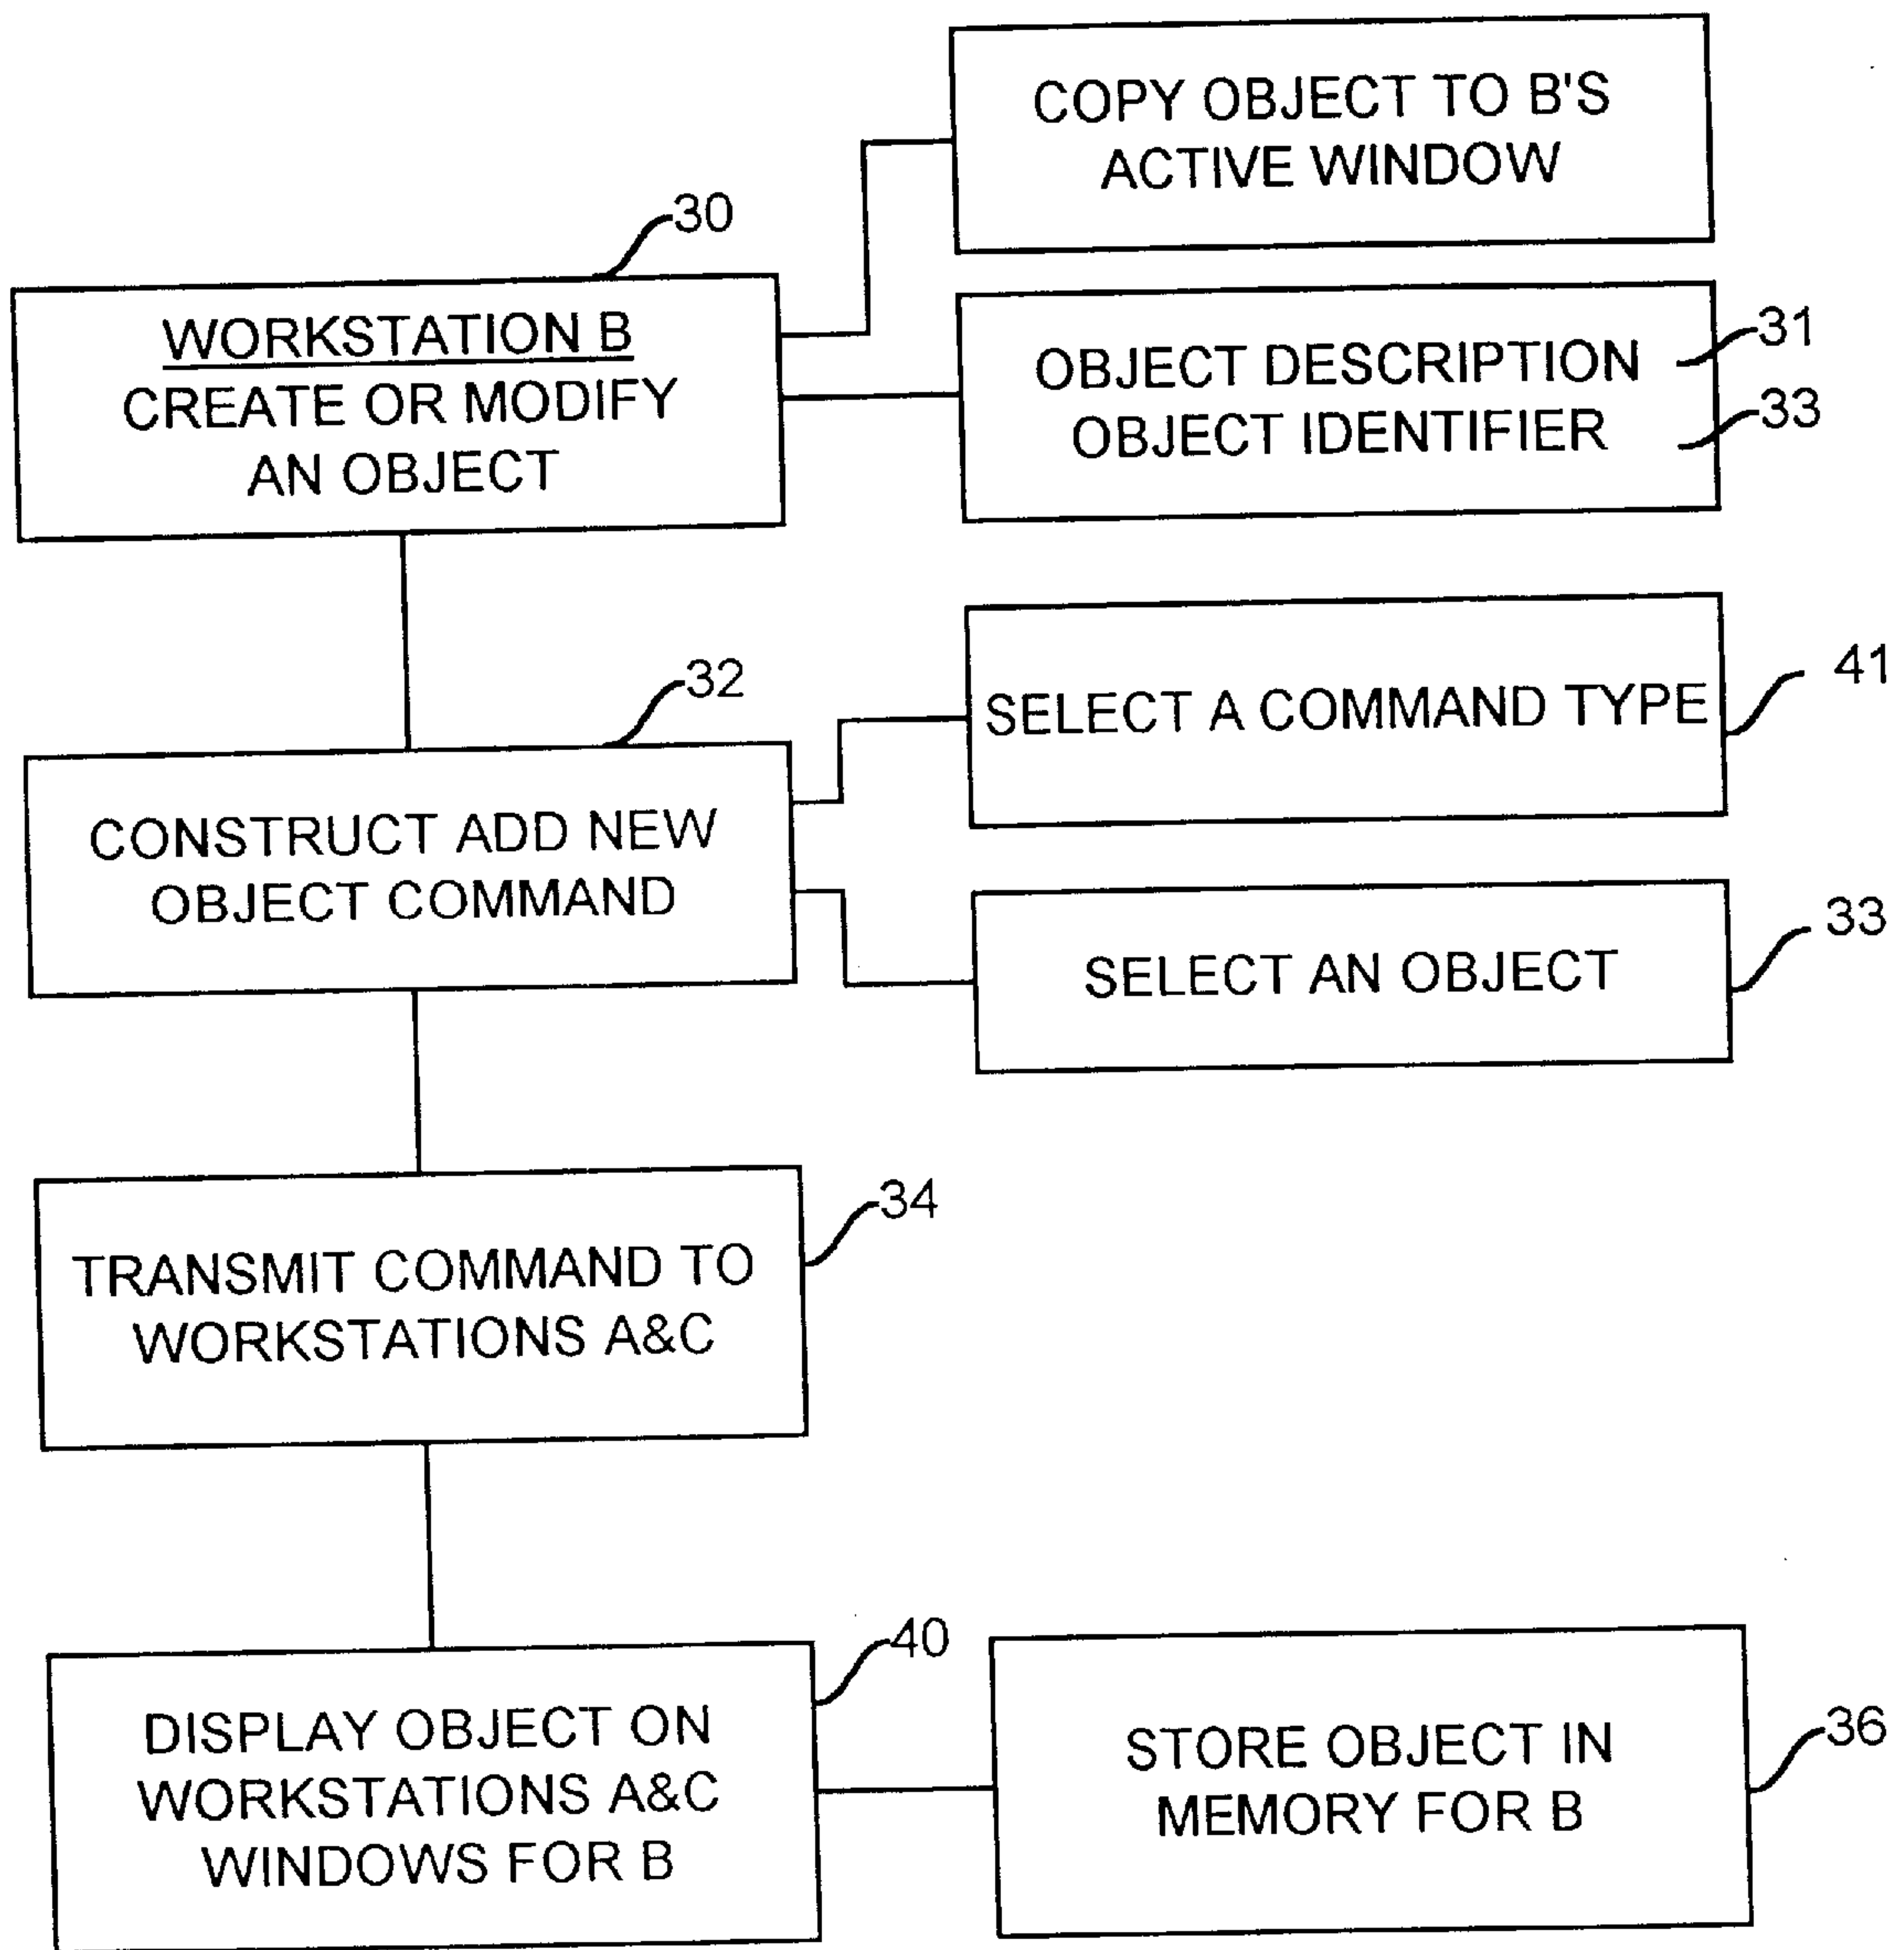 COPY OBJECT TO B'S
ACTIVE WINDOW
30
WORKSTATION B
CREATE OR MODIFY
AN OBJECT
OBJECT DESCRIPTION
31
OBJECT IDENTIFIER
33
32
CONSTRUCT ADD NEW
OBJECT COMMAND
SELECT A COMMAND TYPE
41
SELECT AN OBJECT
33
34
TRANSMIT COMMAND TO
WORKSTATIONS A&C
40
DISPLAY OBJECT ON
WORKSTATIONS A&C
WINDOWS FOR B
STORE OBJECT IN
MEMORY FOR B
36